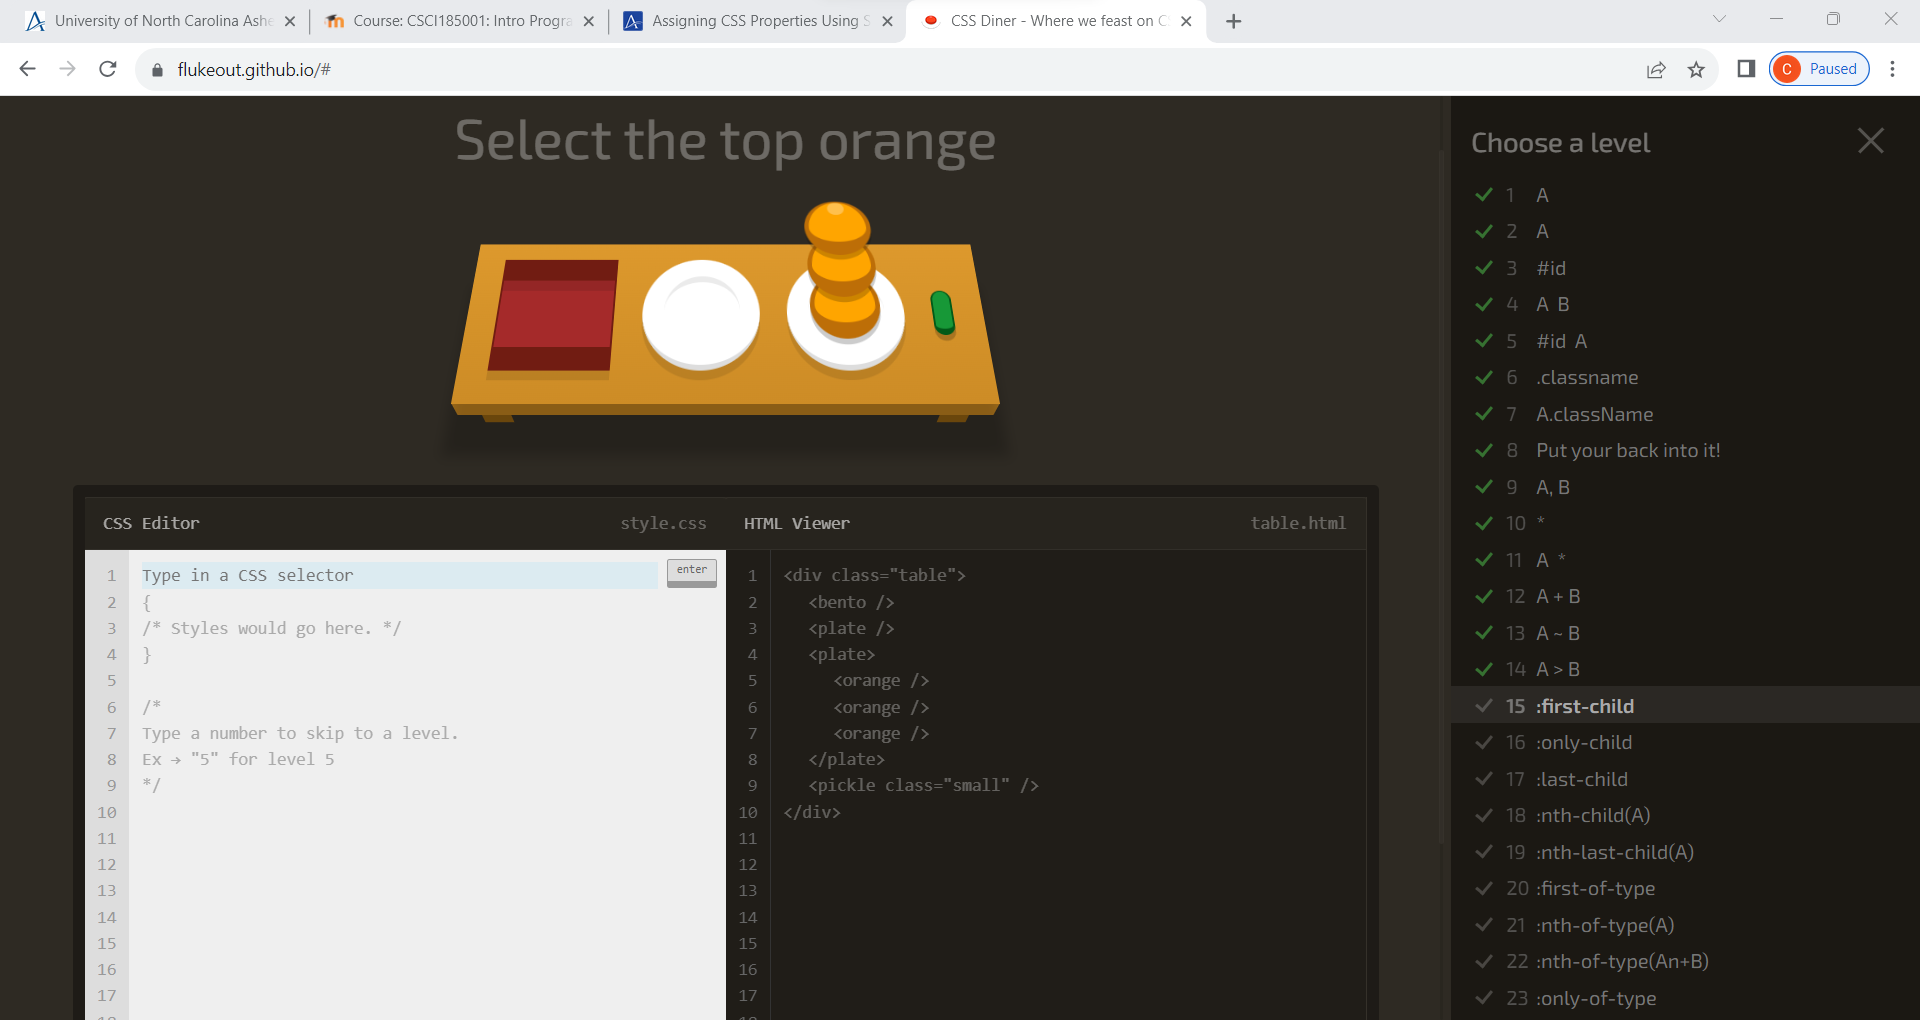 University of North Carolina Ashe
Course: CSCI185001: Intro Progra
Assigning CSS Properties Using S
CSS Diner - Where we feast on C
flukeout.github.io/#
C
Paused
Select the top orange
CSS Editor
style.css
HTML Viewer
table.html
1 Type in a CSS selector
enter
2 {
3 /* Styles would go here. */
4 }
5
6 /*
7 Type a number to skip to a level.
8 Ex → "5" for level 5
9 */
10
11
12
13
14
15
16
17
1 <div class="table">
2 <bento />
3 <plate />
4 <plate>
5 <orange />
6 <orange />
7 <orange />
8 </plate>
9 <pickle class="small" />
10 </div>
11
12
13
14
15
16
17
Choose a level
1 A
2 A
3 #id
4 A B
5 #id A
6 .classname
7 A.className
8 Put your back into it!
9 A, B
10 *
11 A *
12 A + B
13 A ~ B
14 A > B
15 :first-child
16 :only-child
17 :last-child
18 :nth-child(A)
19 :nth-last-child(A)
20 :first-of-type
21 :nth-of-type(A)
22 :nth-of-type(An+B)
23 :only-of-type